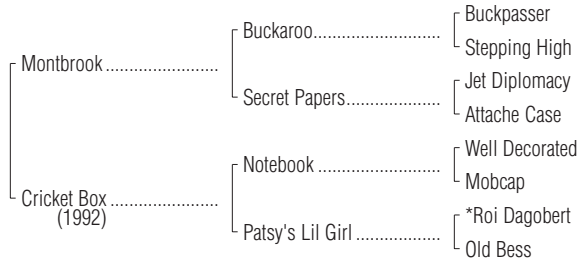 Buckpasser
Buckaroo..................................
Stepping High
Montbrook ..............................
Jet Diplomacy
Secret Papers.........................
Attache Case
Well Decorated
Notebook .................................
Mobcap
Cricket Box .............................
(1992)
*Roi Dagobert
Patsy's Lil Girl ......................
Old Bess